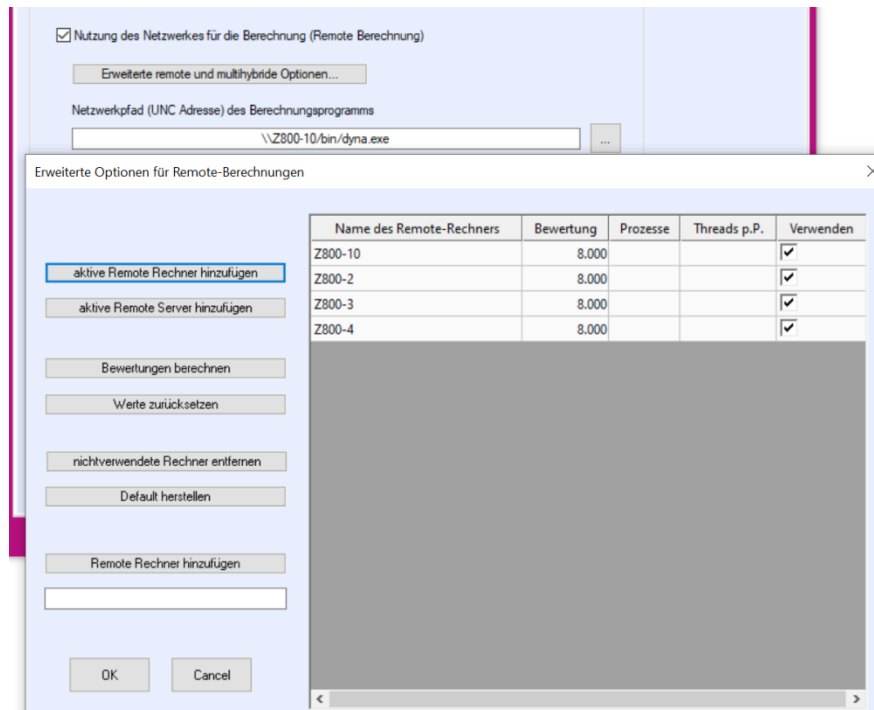 Nutzung des Netzwerkes für die Berechnung (Remote Berechnung)
Erweiterte remote und multihybride Optionen...
Netzwerkpfad (UNC Adresse) des Berechnungsprogramms
\\Z800-10/bin/dyna.exe
...
Erweiterte Optionen für Remote-Berechnungen
aktive Remote Rechner hinzufügen
aktive Remote Server hinzufügen
Bewertungen berechnen
Werte zurücksetzen
nichtverwendete Rechner entfernen
Default herstellen
Remote Rechner hinzufügen
OK Cancel
Name des Remote-Rechners Bewertung Prozesse Threads p.P. Verwenden
Z800-10 8.000
Z800-2 8.000
Z800-3 8.000
Z800-4 8.000